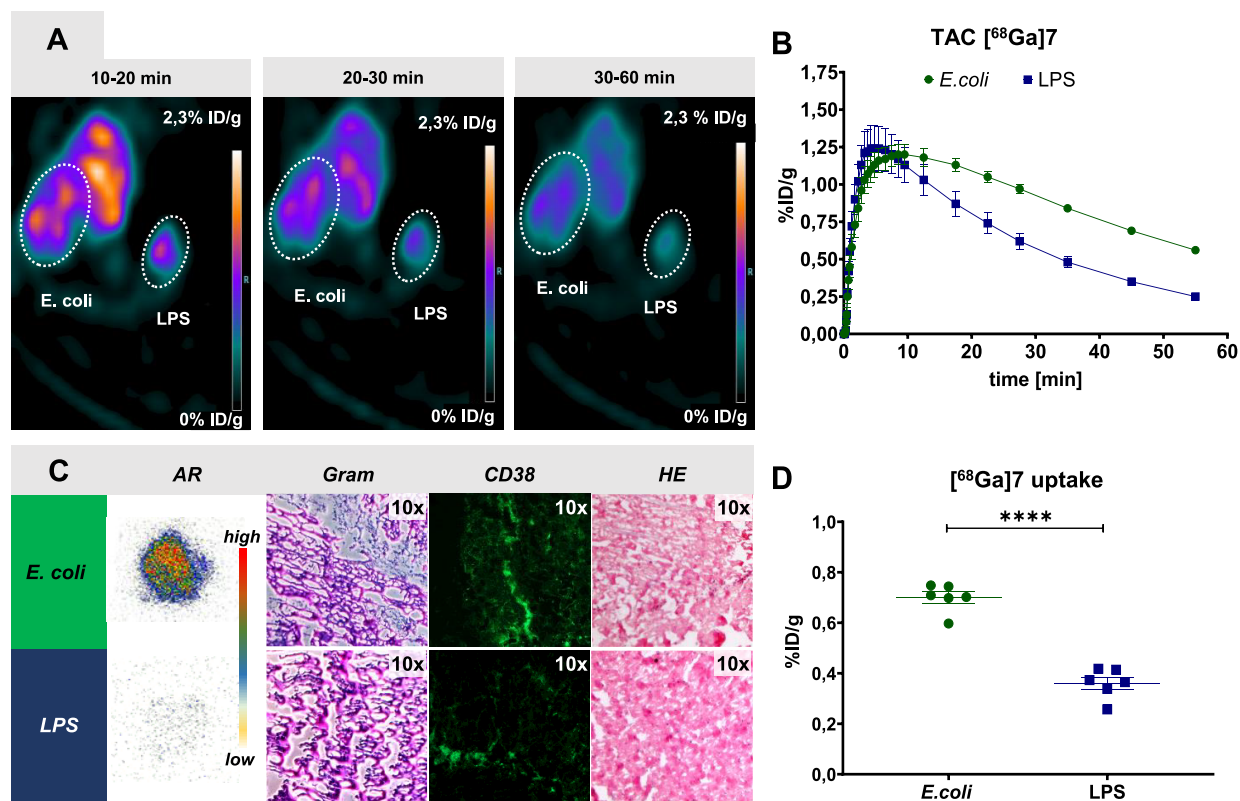 A
10-20 min
20-30 min
30-60 min
2,3% ID/g
2,3% ID/g
2,3 % ID/g
E. coli
LPS
E. coli
LPS
E. coli
LPS
0% ID/g
0% ID/g
0% ID/g
B
TAC [⁶⁸Ga]7
E.coli
LPS
%ID/g
1,75
1,50
1,25
1,00
0,75
0,50
0,25
0,00
0 10 20 30 40 50 60
time [min]
C
AR
Gram
CD38
HE
E. coli
high
low
10x
10x
10x
LPS
10x
10x
10x
D
[⁶⁸Ga]7 uptake
****
%ID/g
1,0
0,8
0,6
0,4
0,2
0,0
E.coli
LPS